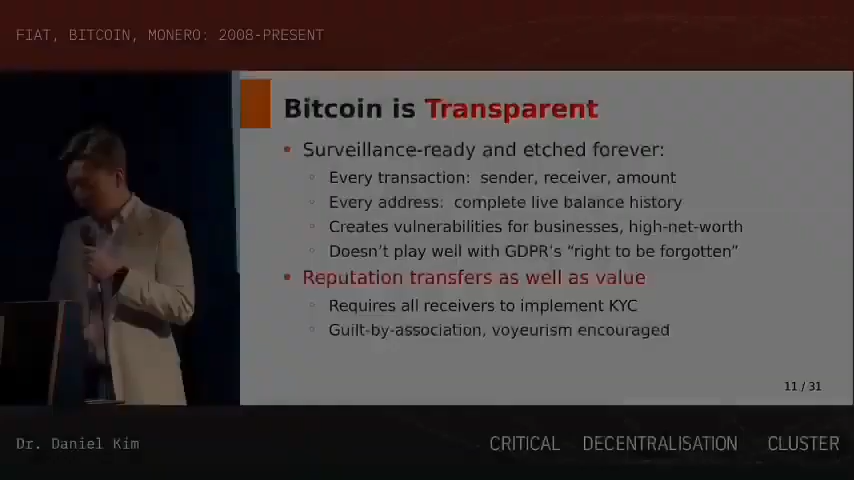 FIAT, BITCOIN, MONERO: 2008-PRESENT
Bitcoin is Transparent
• Surveillance-ready and etched forever:
◦ Every transaction: sender, receiver, amount
◦ Every address: complete live balance history
◦ Creates vulnerabilities for businesses, high-net-worth
◦ Doesn't play well with GDPR's “right to be forgotten”
• Reputation transfers as well as value
◦ Requires all receivers to implement KYC
◦ Guilt-by-association, voyeurism encouraged
11 / 31
Dr. Daniel Kim
CRITICAL DECENTRALISATION CLUSTER